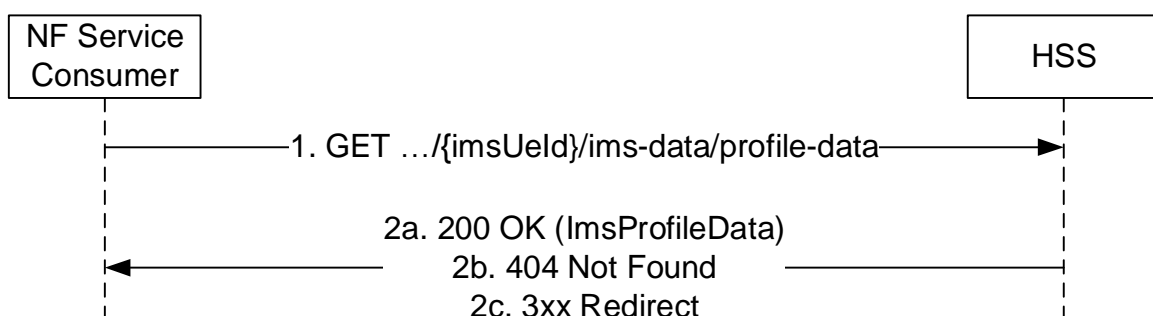 NF Service
Consumer
HSS
1. GET …/{imsUeId}/ims-data/profile-data
2a. 200 OK (ImsProfileData)
2b. 404 Not Found
2c. 3xx Redirect